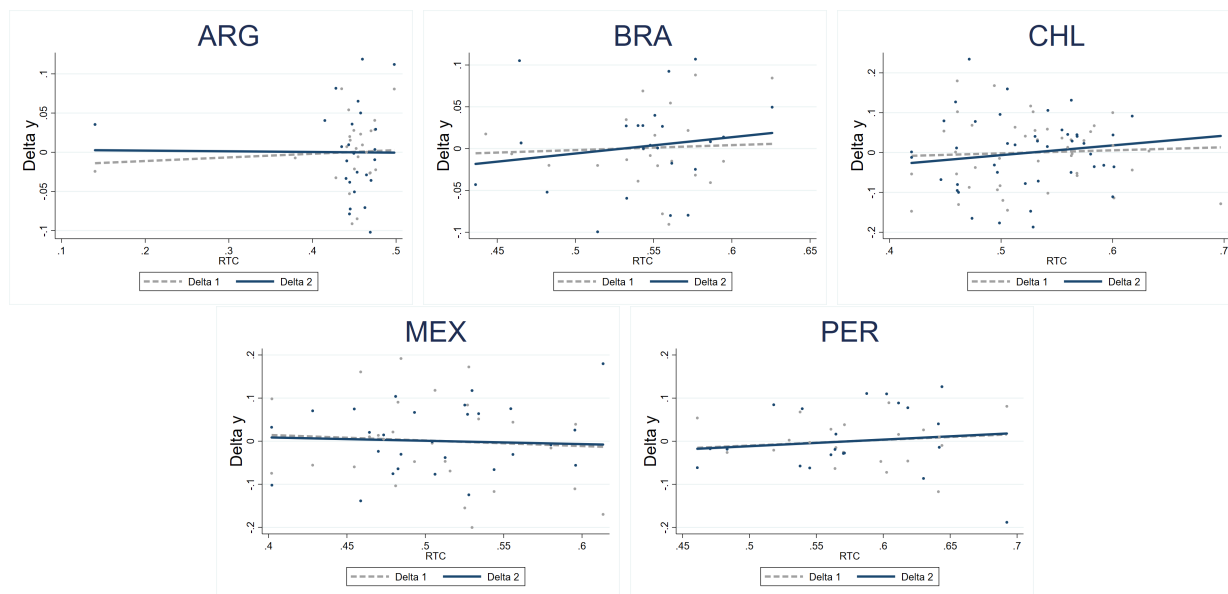 ARG
Delta y
.1
.05
0
-.05
-.1
.1 .2 .3 .4 .5
RTC
Delta 1 Delta 2
BRA
Delta y
.1
.05
0
-.05
-.1
.5 .55 .6 .65
RTC
Delta 1 Delta 2
CHL
Delta y
.2
.1
0
-.1
-.2
.4 .5 .6 .7
RTC
Delta 1 Delta 2
MEX
Delta y
.2
.1
0
-.1
-.2
.4 .45 .5 .55 .6
RTC
Delta 1 Delta 2
PER
Delta y
.2
.1
0
-.1
-.2
.45 .5 .55 .6 .65 .7
RTC
Delta 1 Delta 2